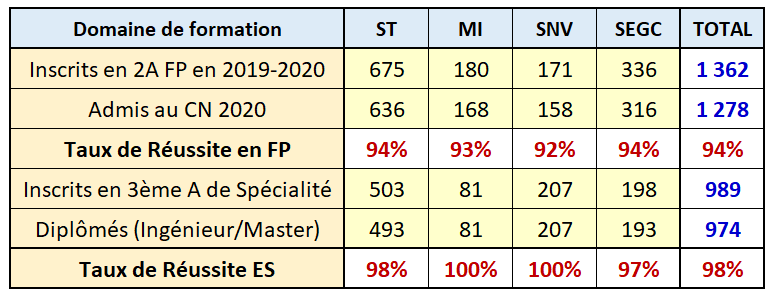 Domaine de formation ST MI SNV SEGC TOTAL
Inscrits en 2A FP en 2019-2020 675 180 171 336 1 362
Admis au CN 2020 636 168 158 316 1 278
Taux de Réussite en FP 94% 93% 92% 94% 94%
Inscrits en 3ème A de Spécialité 503 81 207 198 989
Diplômés (Ingénieur/Master) 493 81 207 193 974
Taux de Réussite ES 98% 100% 100% 97% 98%